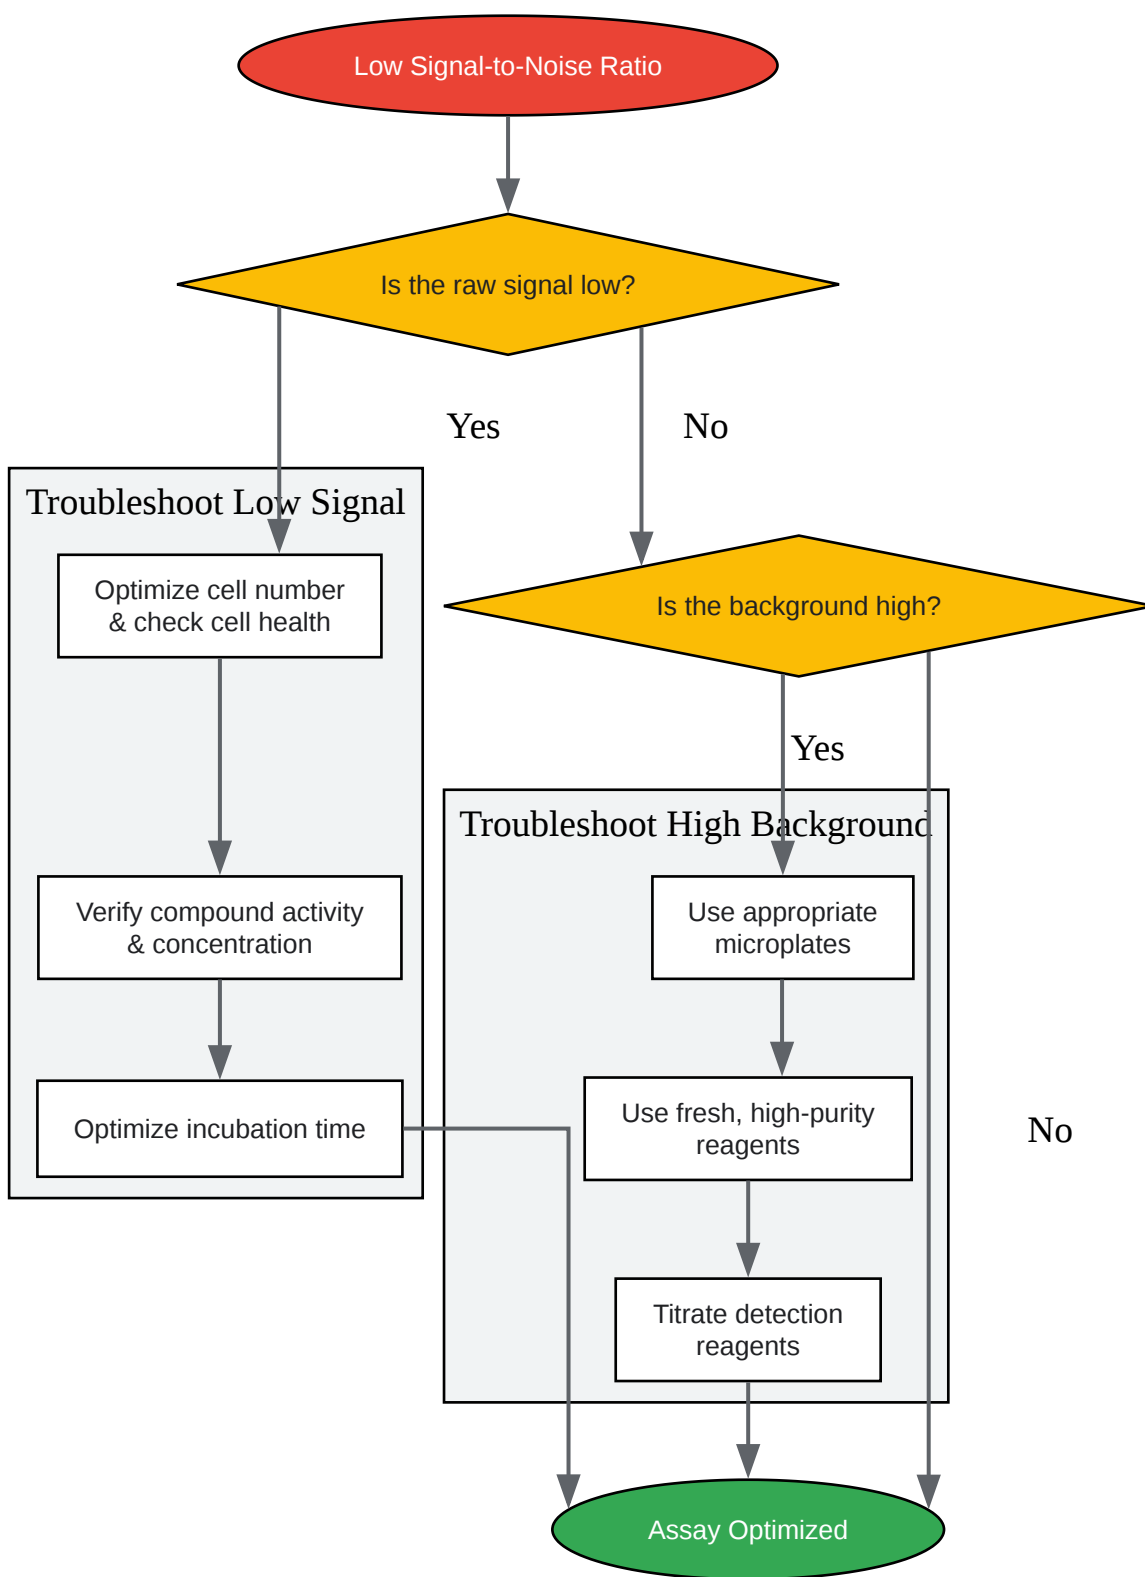 Low Signal-to-Noise Ratio
Is the raw signal low?
Yes
No
Troubleshoot Low Signal
Optimize cell number
& check cell health
Is the background high?
Yes
Troubleshoot High Background
Verify compound activity
& concentration
Use appropriate
microplates
Optimize incubation time
Use fresh, high-purity
reagents
No
Titrate detection
reagents
Assay Optimized